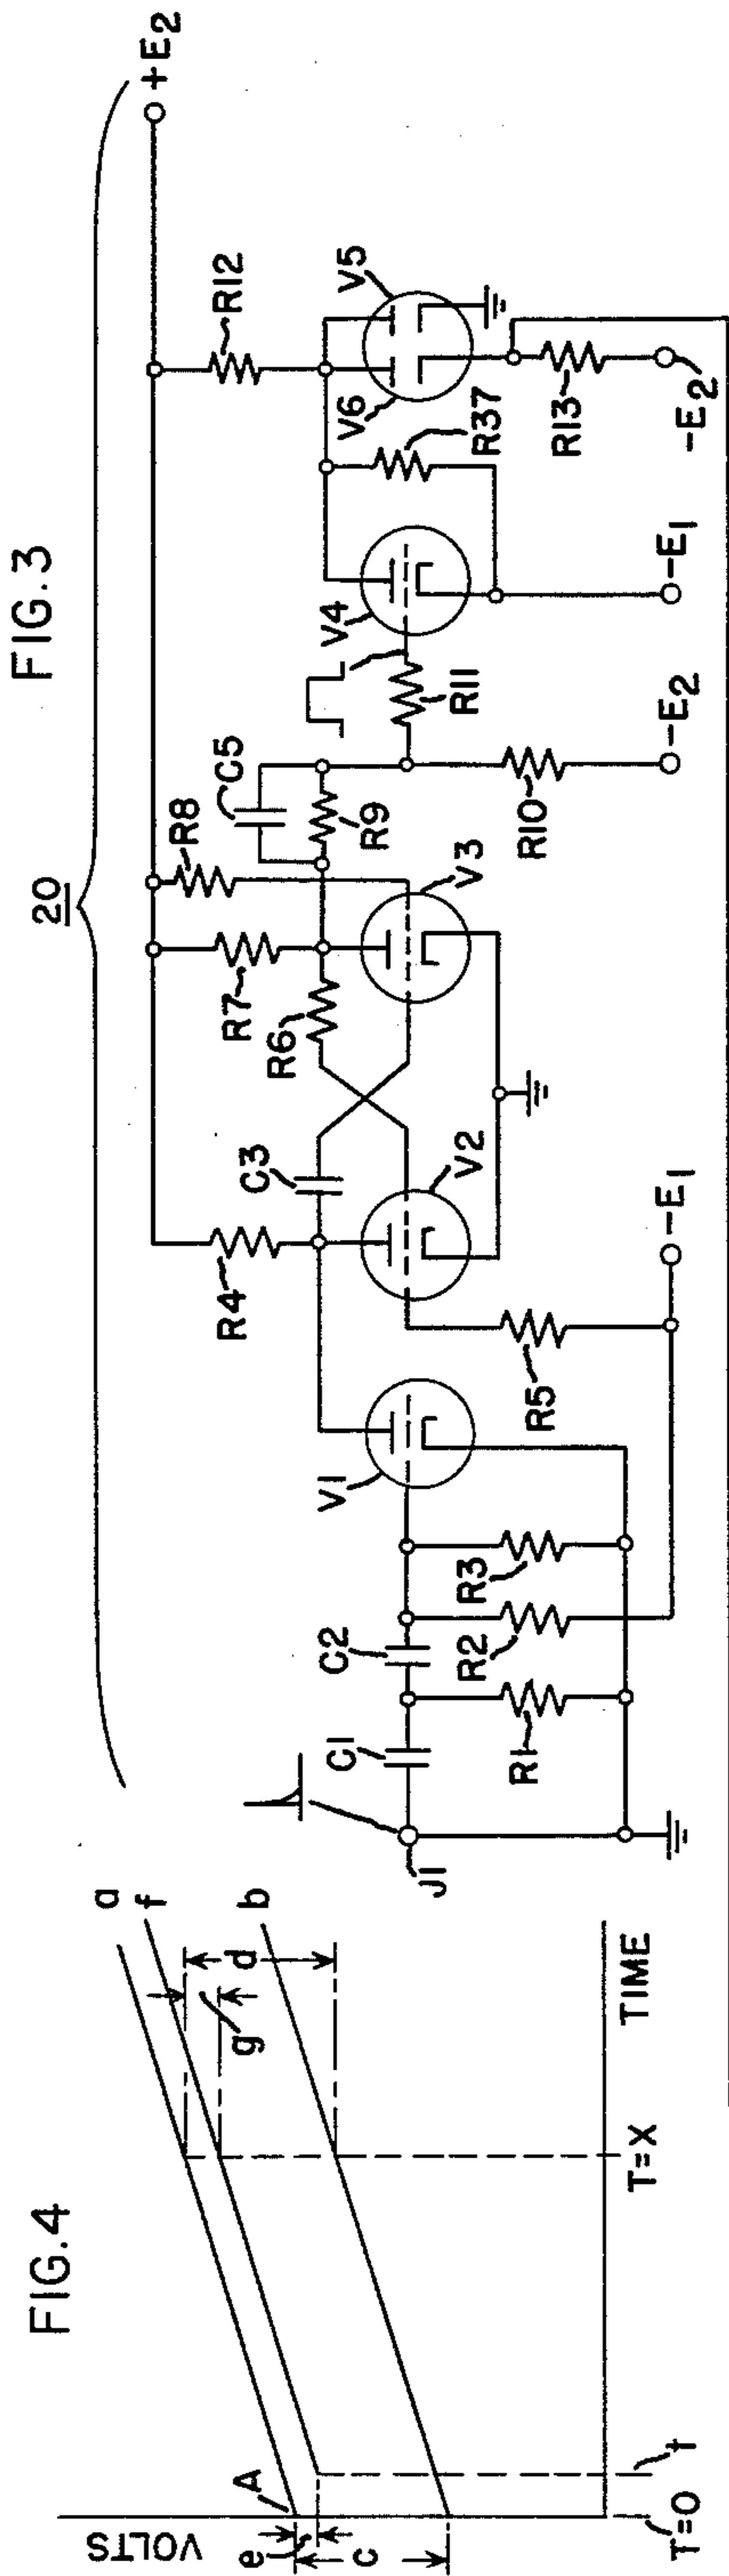 FIG.3
20
+E2
R12
R8
R7
C5
R4
C3
R6
R9
V6
V5
V4
R37
R11
V3
V2
V1
R13
R10
-E2
-E1
-E2
R5
-E1
C1
C2
J1
R1
R2
R3
FIG.4
VOLTS
A
a
f
b
e
c
g
d
T=0
t
T=X
TIME